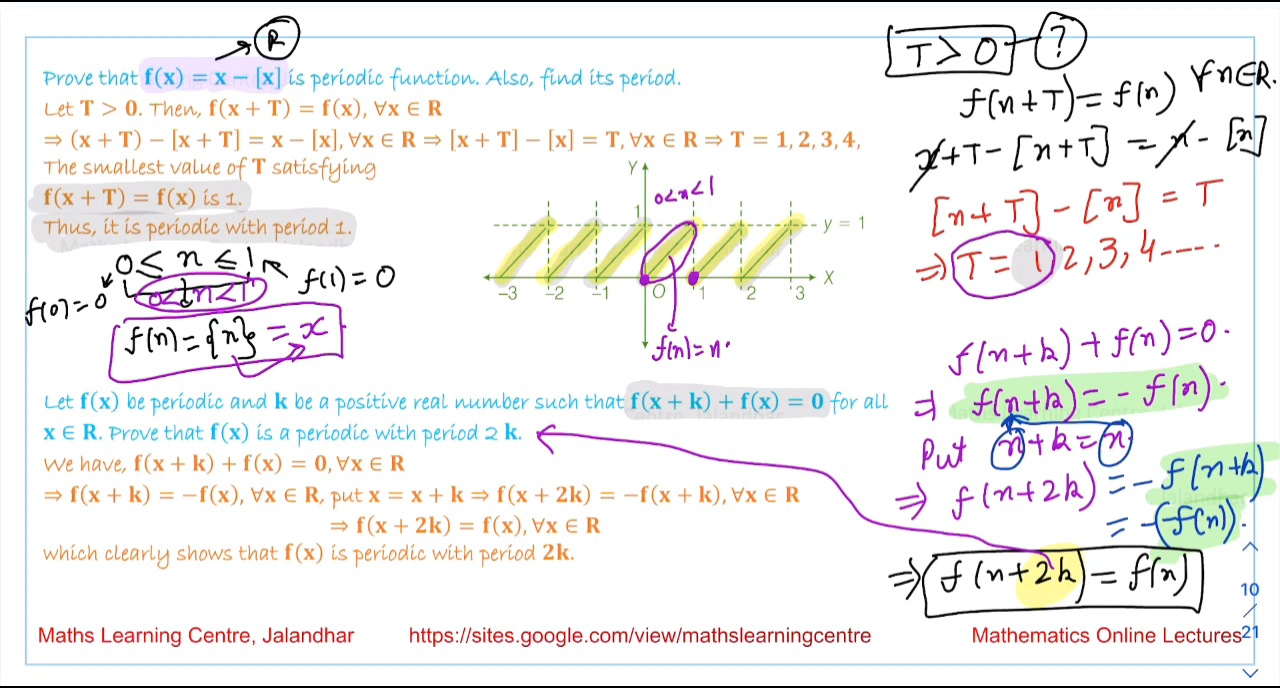 R
Prove that f(x) = x − [x] is periodic function. Also, find its period.
Let T > 0. Then, f(x + T) = f(x), ∀x ∈ R
⇒ (x + T) − [x + T] = x − [x], ∀x ∈ R ⇒ [x + T] − [x] = T, ∀x ∈ R ⇒ T = 1, 2, 3, 4,
The smallest value of T satisfying
f(x + T) = f(x) is 1.
Thus, it is periodic with period 1.
0 ≤ n ≤ 1
f(0) = 0
0 < n < 1
f(1) = 0
f(n) = {n} = x
Y
1
0<n<1
y = 1
X
−3 −2 −1 0 1 2 3
f(n)=n
T > 0 ?
f(n+T) = f(n) ∀n∈R.
x+T − [n+T] = x − [n]
[n+T] − [n] = T
⇒ T = 1, 2, 3, 4 .....
Let f(x) be periodic and k be a positive real number such that f(x + k) + f(x) = 0 for all
x ∈ R. Prove that f(x) is a periodic with period 2 k.
We have, f(x + k) + f(x) = 0, ∀x ∈ R
⇒ f(x + k) = −f(x), ∀x ∈ R, put x = x + k ⇒ f(x + 2k) = −f(x + k), ∀x ∈ R
⇒ f(x + 2k) = f(x), ∀x ∈ R
which clearly shows that f(x) is periodic with period 2k.
f(n+k) + f(n) = 0.
⇒ f(n+k) = − f(n).
Put n+k = n
⇒ f(n+2k) = − f(n+k)
= −(−f(n)).
⇒ f(n+2k) = f(n)
10
/
21
Maths Learning Centre, Jalandhar https://sites.google.com/view/mathslearningcentre Mathematics Online Lectures